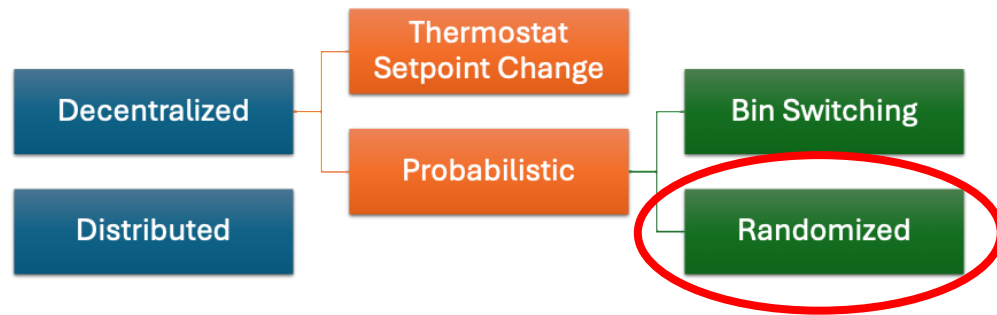 Thermostat
Setpoint Change
Decentralized
Bin Switching
Probabilistic
Distributed
Randomized